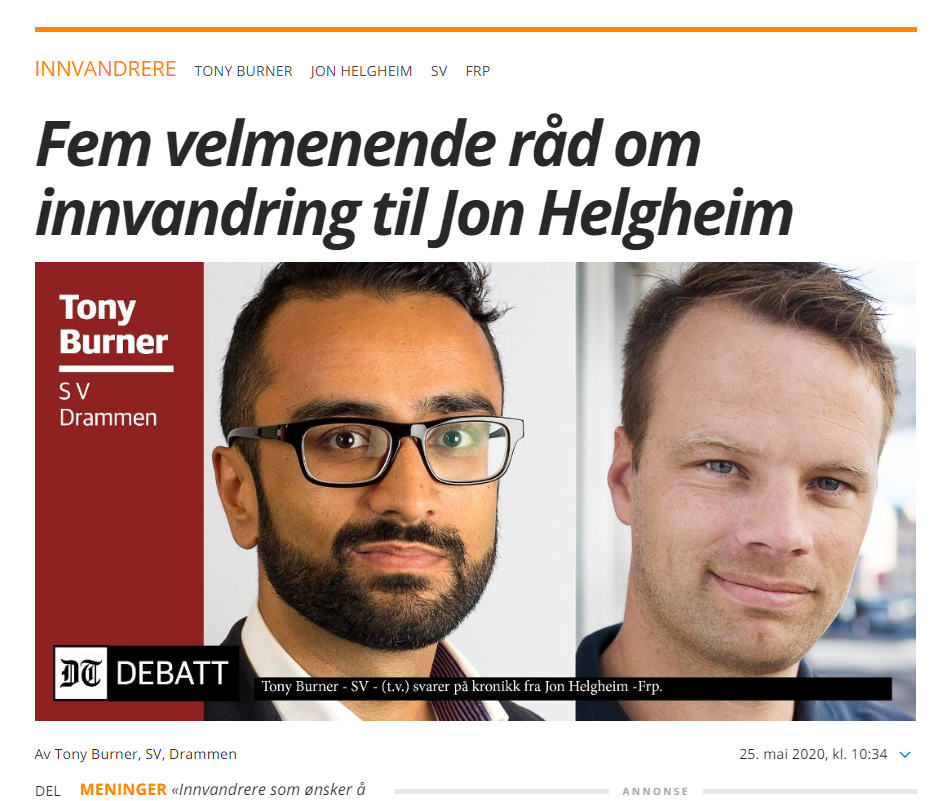 INNVANDRERE TONY BURNER JON HELGHEIM SV FRP
Fem velmenende råd om
innvandring til Jon Helgheim
Tony
Burner
SV
Drammen
DT DEBATT
Tony Burner - SV - (t.v.) svarer på kronikk fra Jon Helgheim -Frp.
Av Tony Burner, SV, Drammen 25. mai 2020, kl. 10:34
DEL MENINGER «Innvandrere som ønsker å
ANNONSE